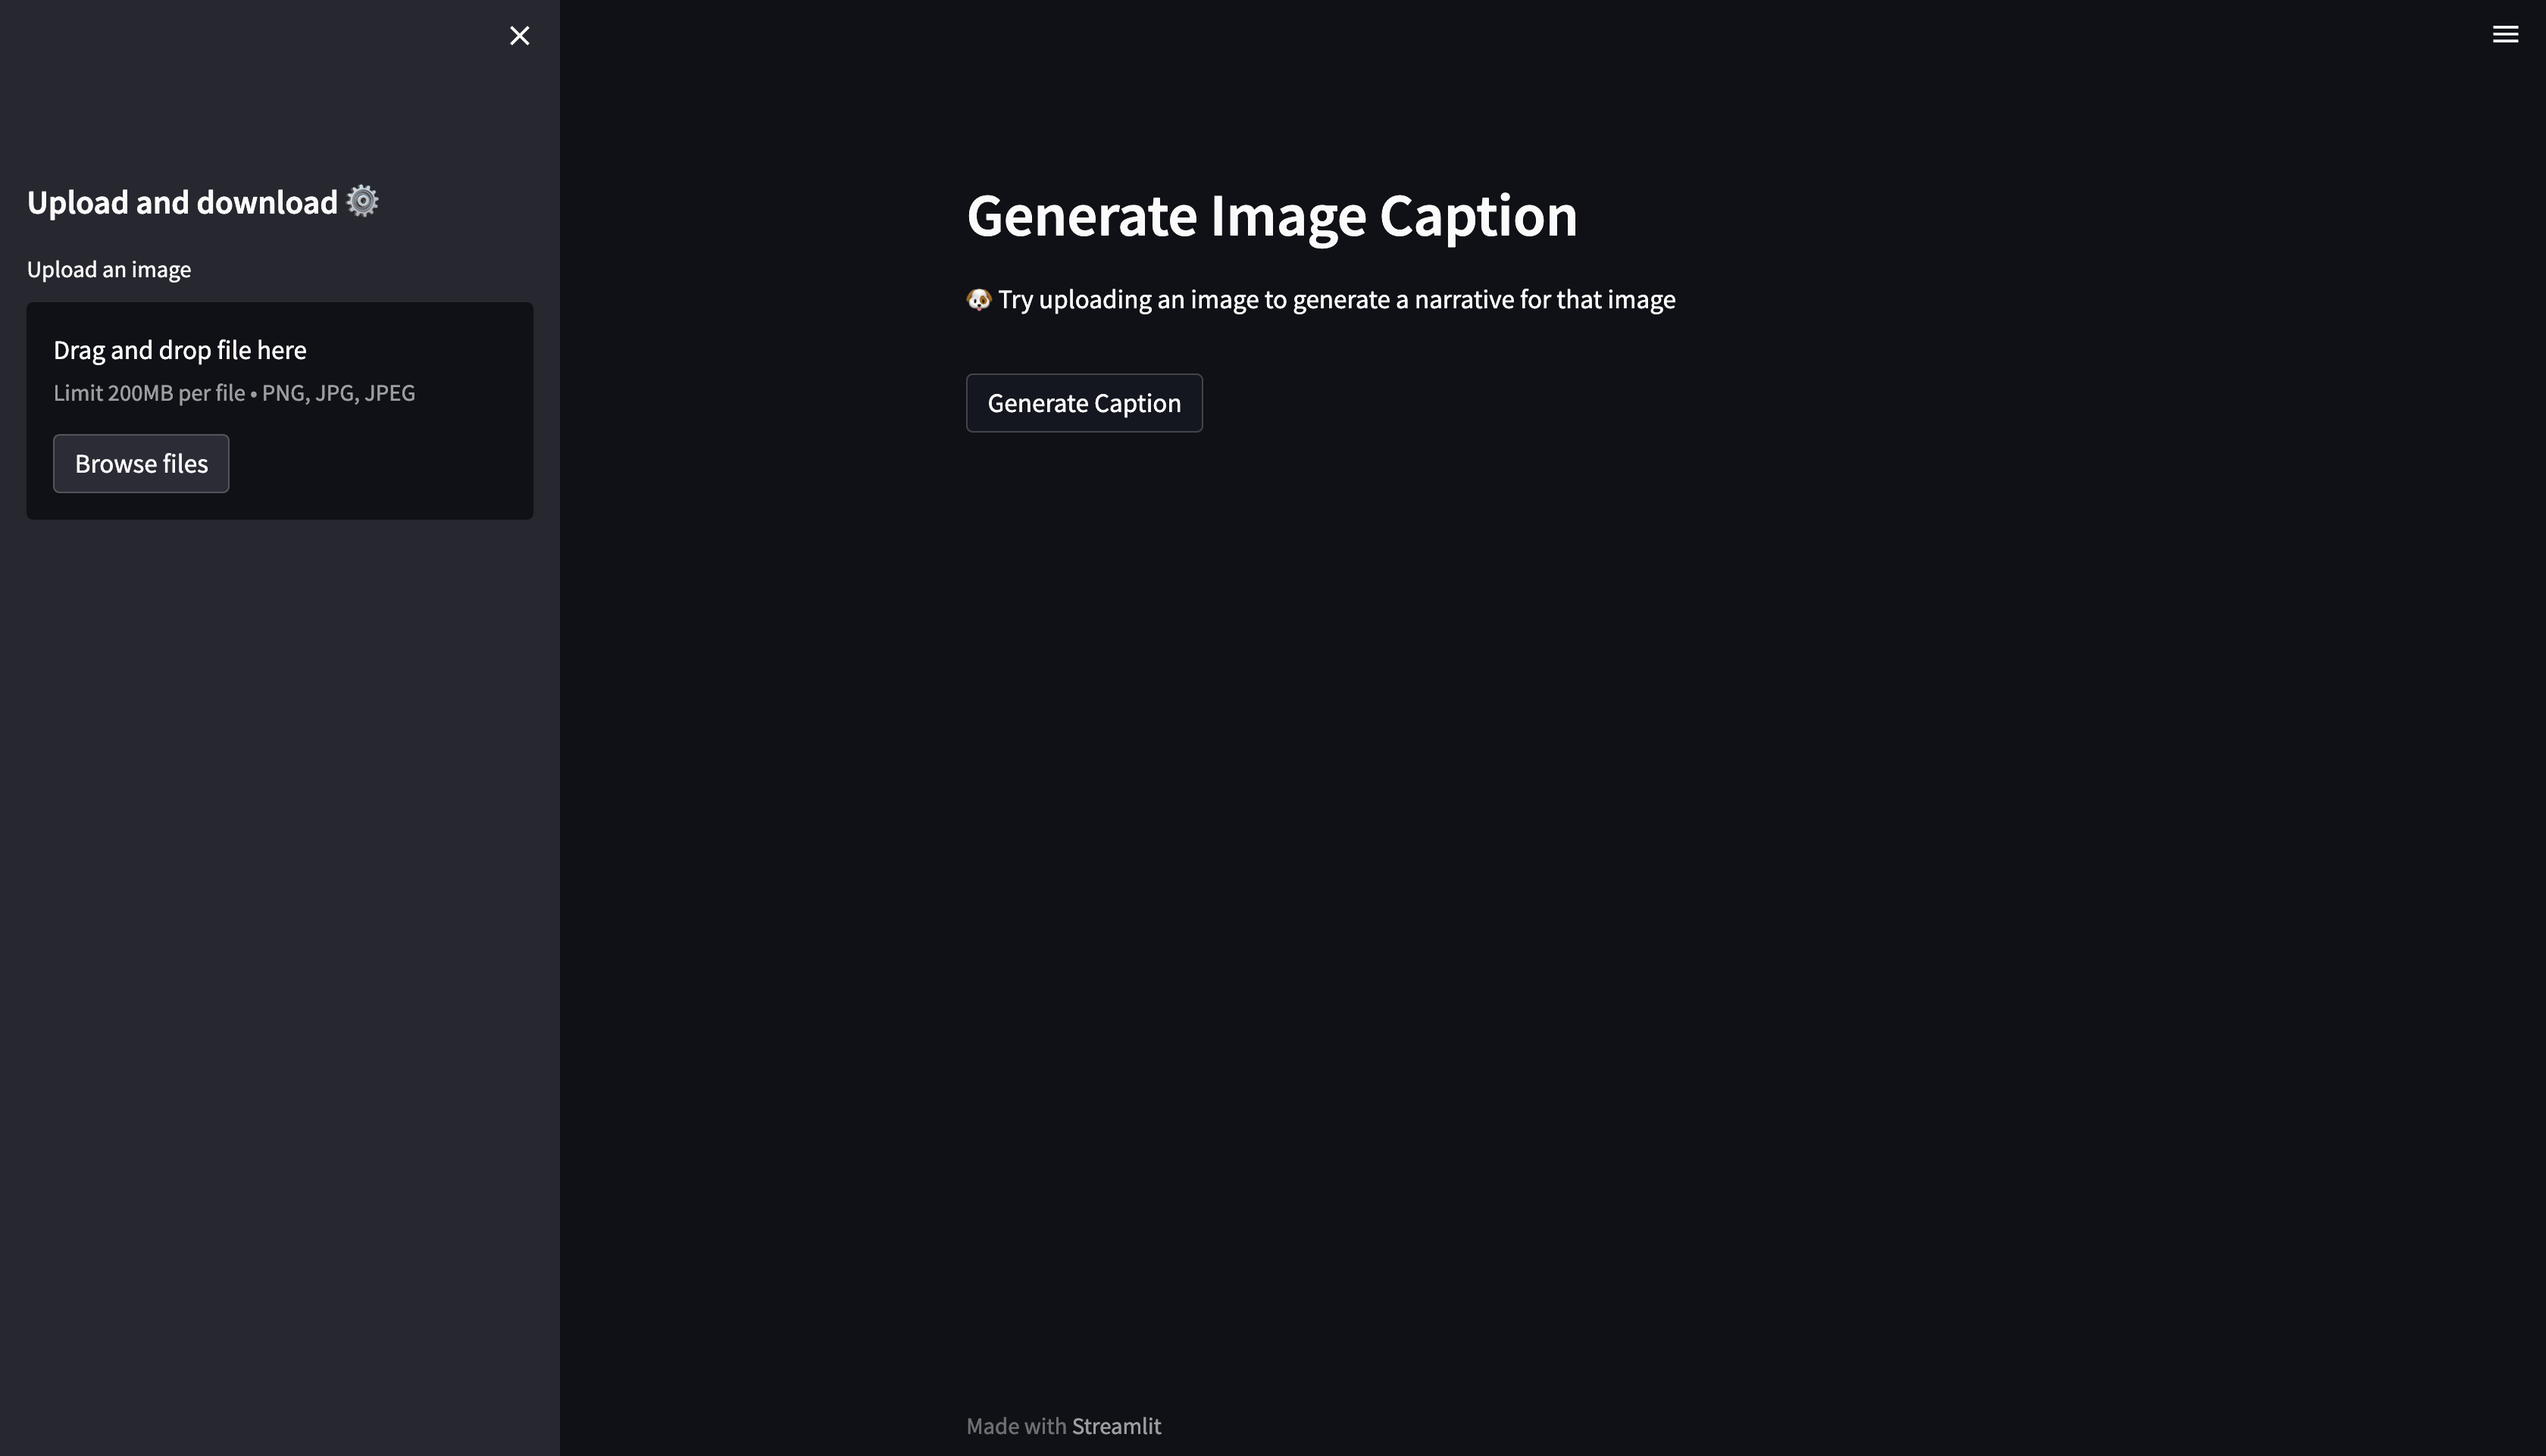 Upload and download ⚙️
Upload an image
Drag and drop file here
Limit 200MB per file • PNG, JPG, JPEG
Browse files
Generate Image Caption
🐶 Try uploading an image to generate a narrative for that image
Generate Caption
Made with Streamlit